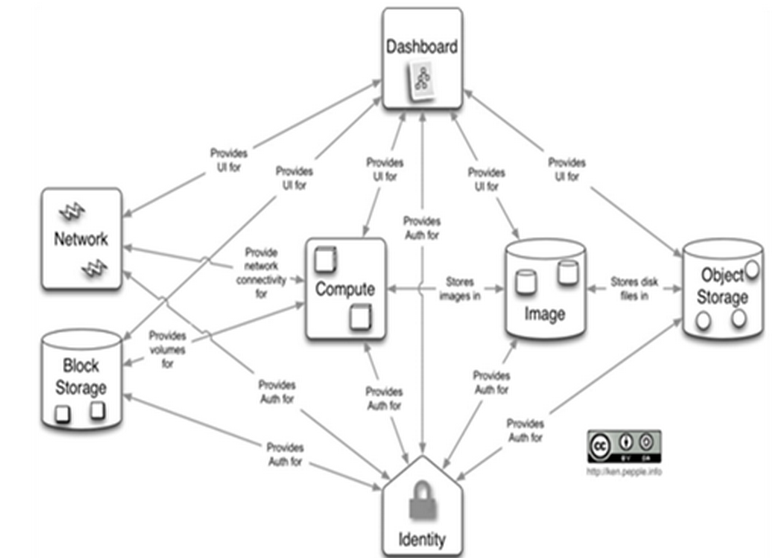 Dashboard
Provides
UI for
Provides
UI for
Provides
UI for
Provides
UI for
Provides
UI for
Provides
Auth for
Network
Provide
network
connectivity
for
Compute
Stores
images in
Image
Stores disk
files in
Object
Storage
Block
Storage
Provides
volumes
for
Provides
Auth for
Provides
Auth for
Provides
Auth for
Provides
Auth for
Provides
Auth for
Identity
cc
BY
SA
http://ken.pepple.info